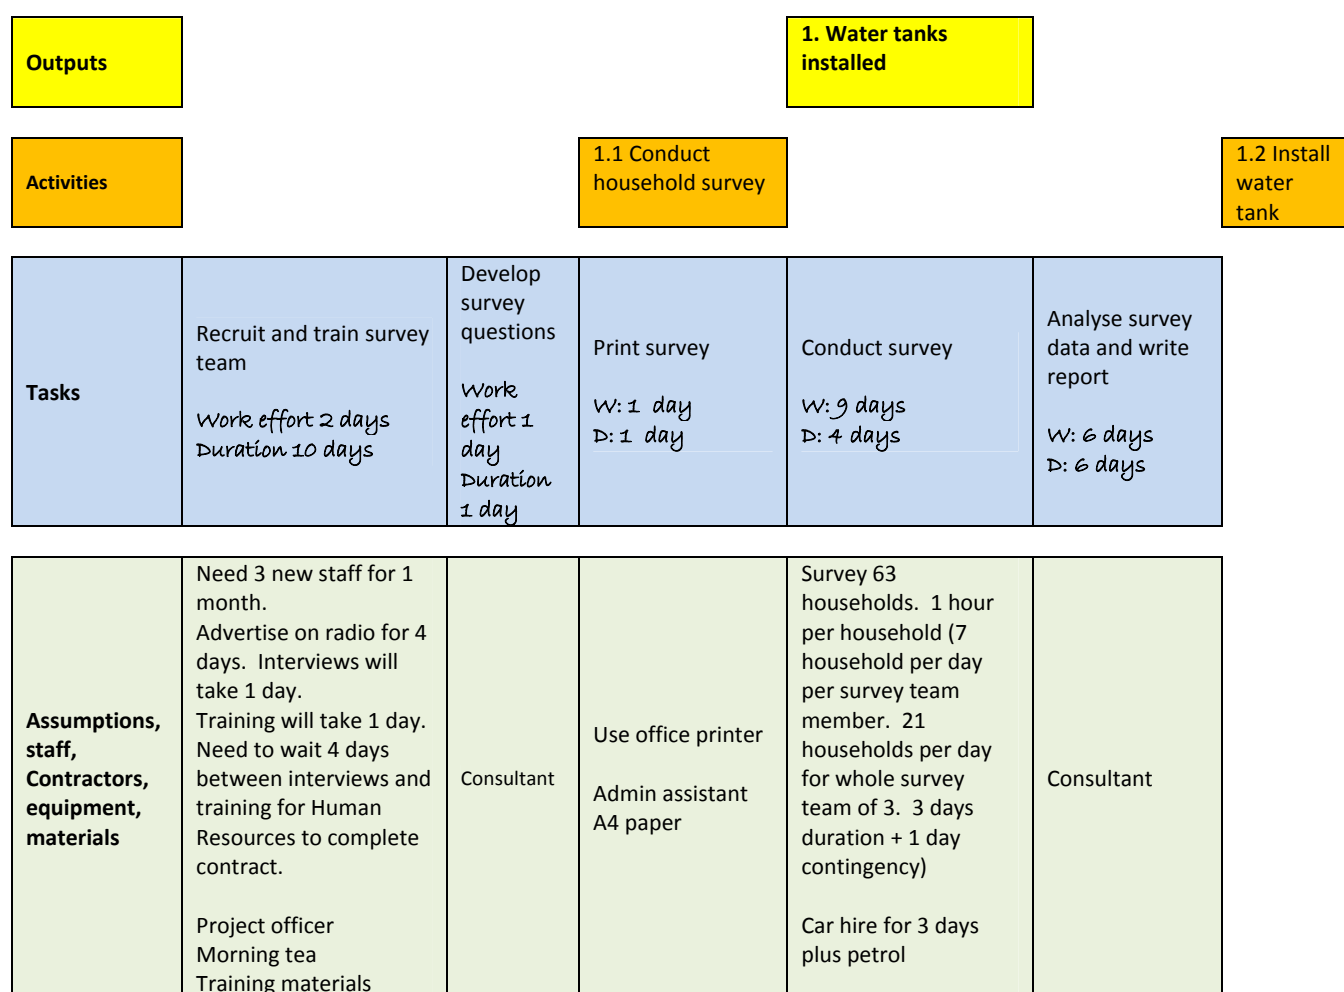 Outputs
1. Water tanks
installed
Activities
1.1 Conduct
household survey
1.2 Install
water
tank
Tasks
Recruit and train survey
team
Work effort 2 days
Duration 10 days
Develop
survey
questions
Work
effort 1
day
Duration
1 day
Print survey
W: 1 day
D: 1 day
Conduct survey
W: 9 days
D: 4 days
Analyse survey
data and write
report
W: 6 days
D: 6 days
Assumptions,
staff,
Contractors,
equipment,
materials
Need 3 new staff for 1
month.
Advertise on radio for 4
days. Interviews will
take 1 day.
Training will take 1 day.
Need to wait 4 days
between interviews and
training for Human
Resources to complete
contract.
Project officer
Morning tea
Training materials
Consultant
Use office printer
Admin assistant
A4 paper
Survey 63
households. 1 hour
per household (7
household per day
per survey team
member. 21
households per day
for whole survey
team of 3. 3 days
duration + 1 day
contingency)
Car hire for 3 days
plus petrol
Consultant